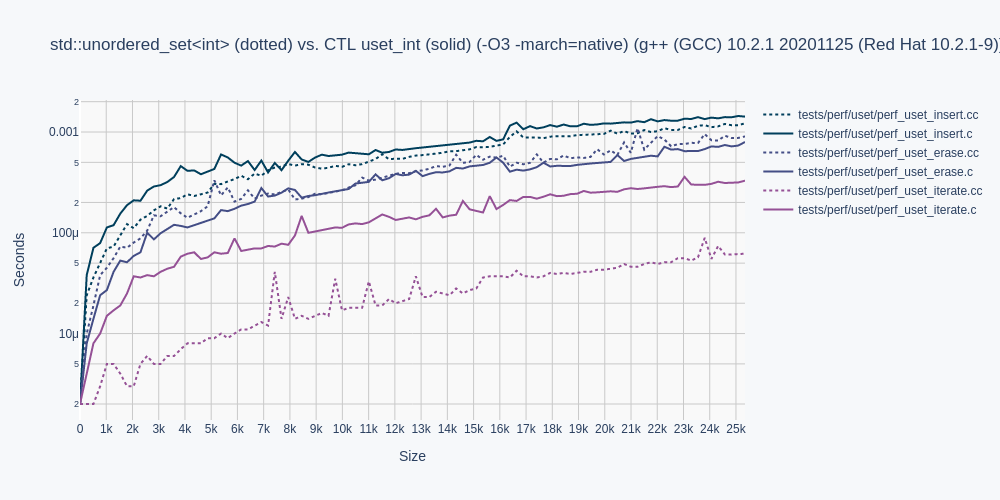 std::unordered_set<int> (dotted) vs. CTL uset_int (solid) (-O3 -march=native) (g++ (GCC) 10.2.1 20201125 (Red Hat 10.2.1-9))
2
0.001
5
2
100μ
5
2
10μ
5
2
Seconds
0 1k 2k 3k 4k 5k 6k 7k 8k 9k 10k 11k 12k 13k 14k 15k 16k 17k 18k 19k 20k 21k 22k 23k 24k 25k
Size
tests/perf/uset/perf_uset_insert.cc
tests/perf/uset/perf_uset_insert.c
tests/perf/uset/perf_uset_erase.cc
tests/perf/uset/perf_uset_erase.c
tests/perf/uset/perf_uset_iterate.cc
tests/perf/uset/perf_uset_iterate.c